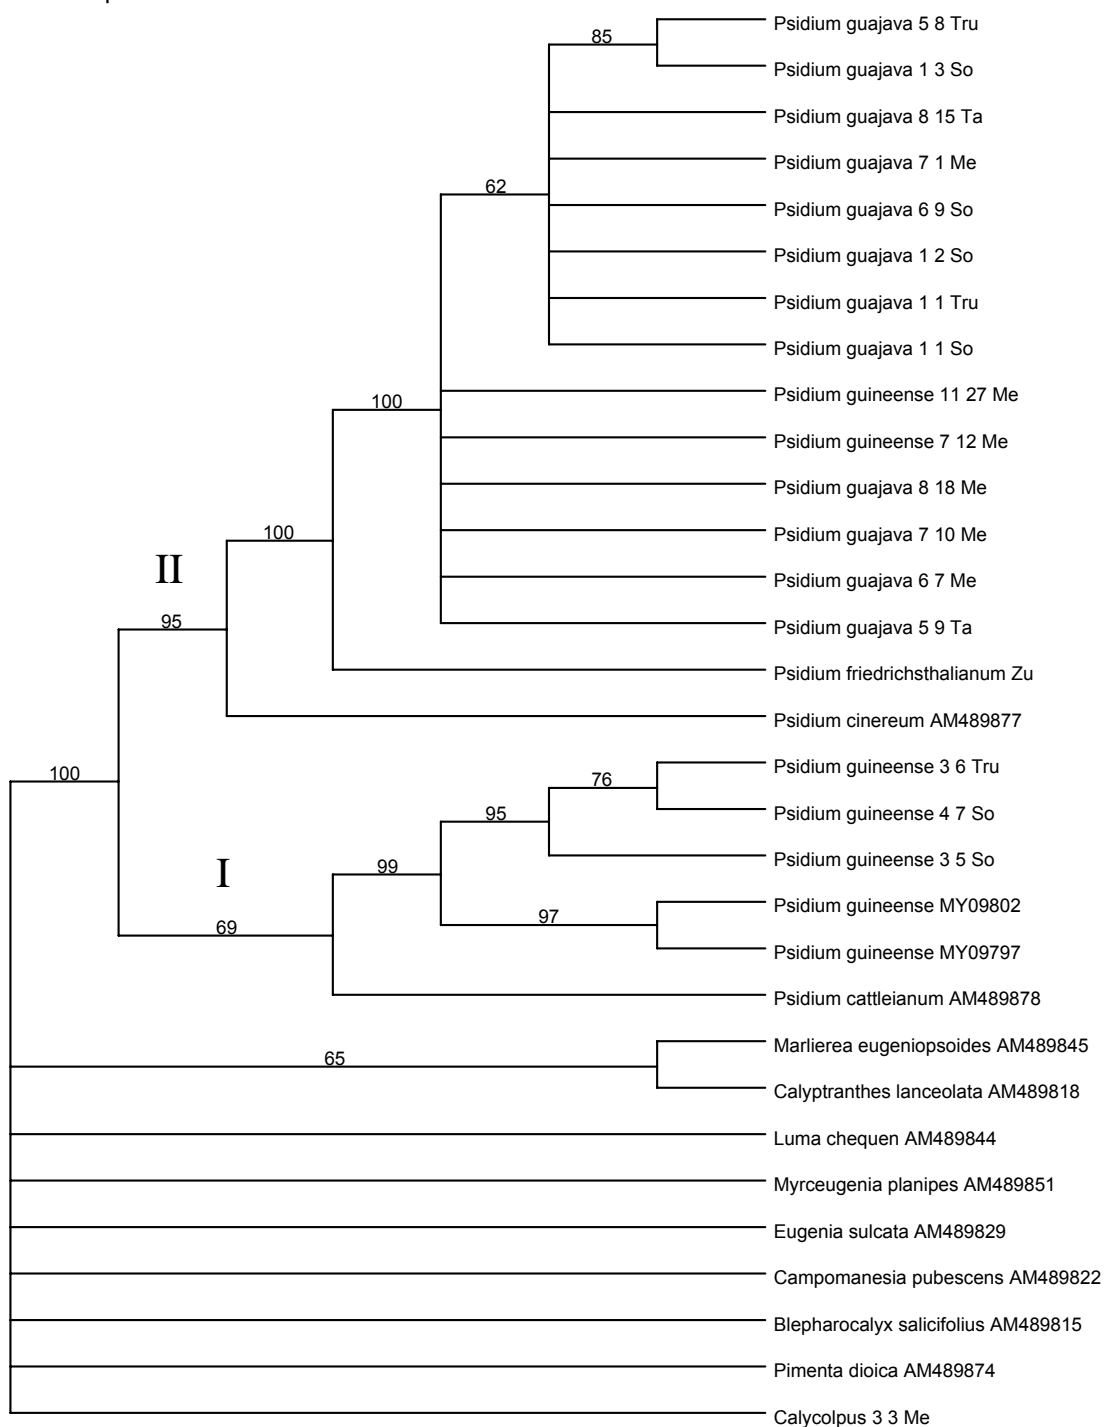 Psidium guajava 5 8 Tru
85
Psidium guajava 1 3 So
Psidium guajava 8 15 Ta
Psidium guajava 7 1 Me
62
Psidium guajava 6 9 So
Psidium guajava 1 2 So
Psidium guajava 1 1 Tru
Psidium guajava 1 1 So
Psidium guineense 11 27 Me
100
Psidium guineense 7 12 Me
Psidium guajava 8 18 Me
Psidium guajava 7 10 Me
100
II
Psidium guajava 6 7 Me
95
Psidium guajava 5 9 Ta
Psidium friedrichsthalianum Zu
Psidium cinereum AM489877
100
Psidium guineense 3 6 Tru
76
Psidium guineense 4 7 So
95
Psidium guineense 3 5 So
I
99
Psidium guineense MY09802
97
69
Psidium guineense MY09797
Psidium cattleianum AM489878
Marlierea eugeniopsoides AM489845
65
Calyptranthes lanceolata AM489818
Luma chequen AM489844
Myrceugenia planipes AM489851
Eugenia sulcata AM489829
Campomanesia pubescens AM489822
Blepharocalyx salicifolius AM489815
Pimenta dioica AM489874
Calycolpus 3 3 Me